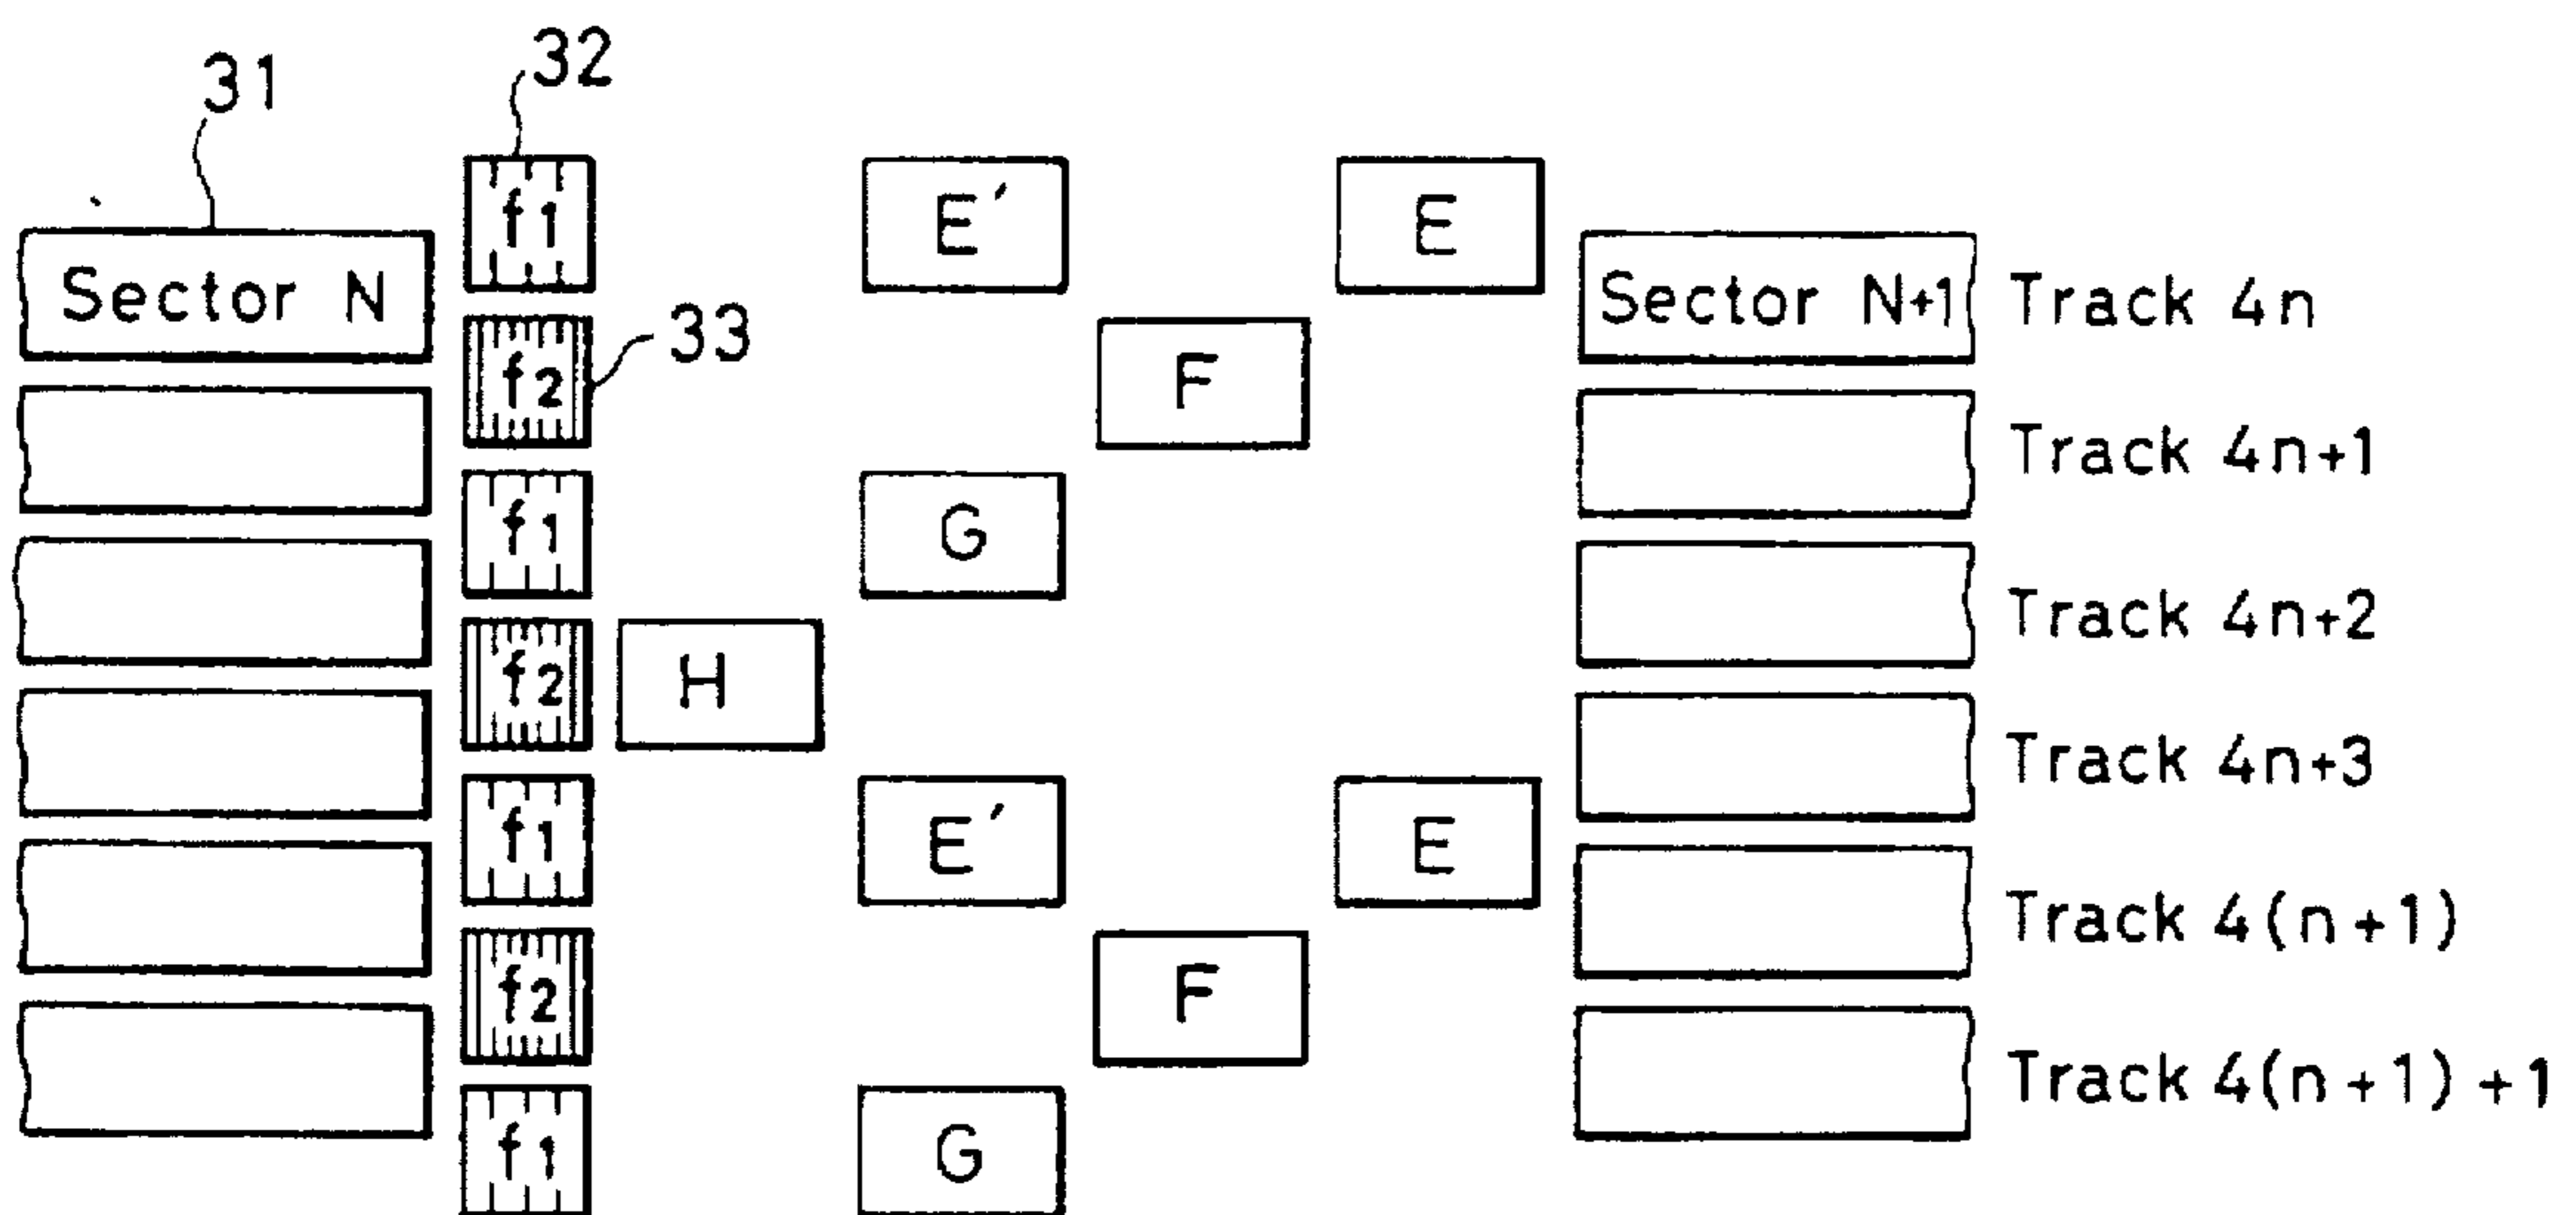 32
31
f1 E′ E
Sector N Sector N+1 Track 4n
f2 33 F
Track 4n+1
f1 G
Track 4n+2
f2 H
Track 4n+3
f1 E′ E
Track 4(n+1)
f2 F
Track 4(n+1)+1
f1 G